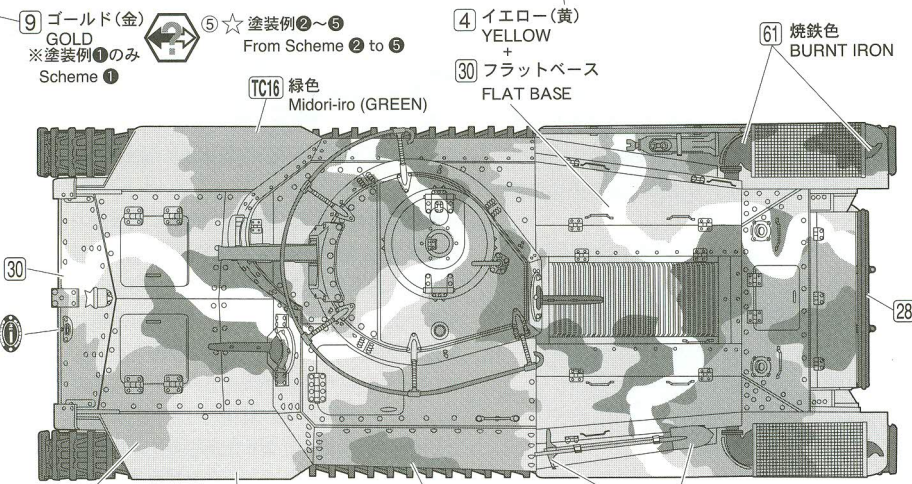 9 ゴールド(金)
GOLD
※塗装例❶のみ
Scheme ❶
?
⑤ ☆ 塗装例❷~❺
From Scheme ❷ to ❺
4 イエロー(黄)
YELLOW
+
30 フラットベース
FLAT BASE
61 焼鉄色
BURNT IRON
TC16 緑色
Midori-iro (GREEN)
30
i
28